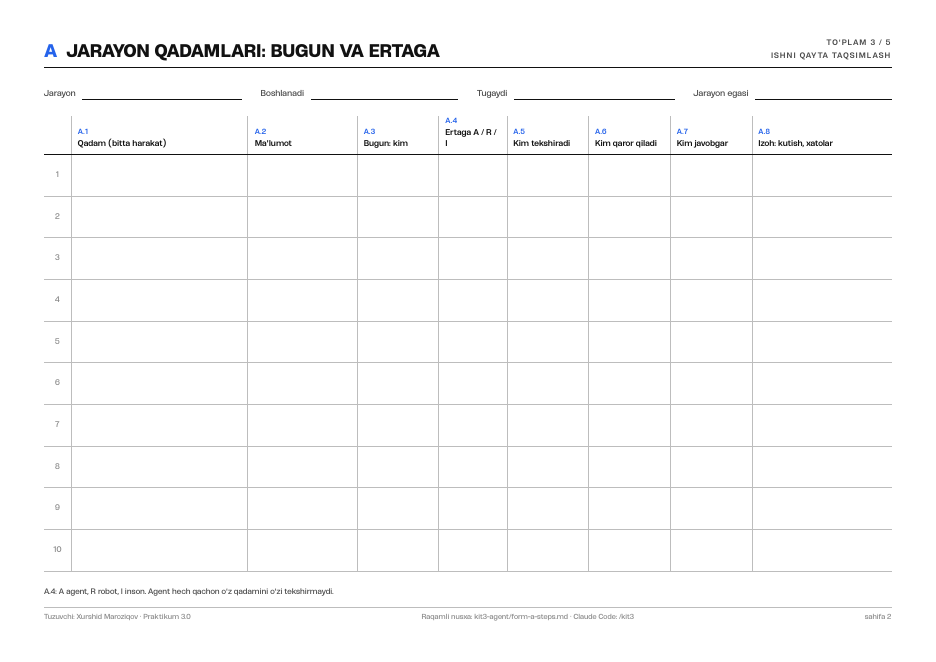 A JARAYON QADAMLARI: BUGUN VA ERTAGA
TO'PLAM 3 / 5
ISHNI QAYTA TAQSIMLASH
Jarayon
Boshlanadi
Tugaydi
Jarayon egasi
A.1
Qadam (bitta harakat)
A.2
Ma'lumot
A.3
Bugun: kim
A.4
Ertaga A / R /
I
A.5
Kim tekshiradi
A.6
Kim qaror qiladi
A.7
Kim javobgar
A.8
Izoh: kutish, xatolar
1
2
3
4
5
6
7
8
9
10
A.4: A agent, R robot, I inson. Agent hech qachon o'z qadamini o'zi tekshirmaydi.
Tuzuvchi: Xurshid Maroziqov · Praktikum 3.0
Raqamli nusxa: kit3-agent/form-a-steps.md · Claude Code: /kit3
sahifa 2